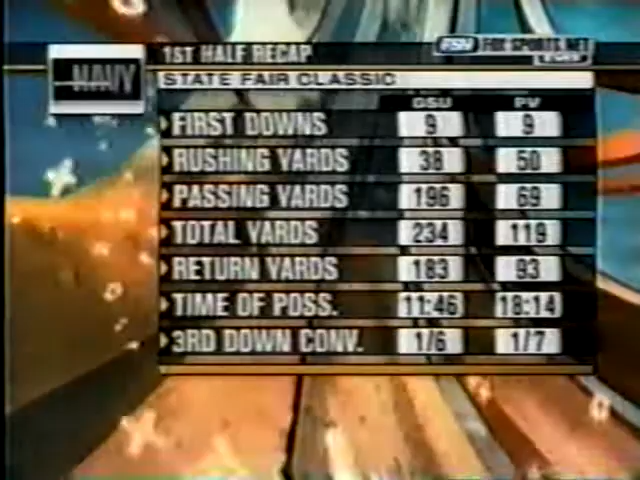 NAVY
1ST HALF RECAP
FSN FOX SPORTS.NET
STATE FAIR CLASSIC
GSU PV
FIRST DOWNS 9 9
RUSHING YARDS 38 50
PASSING YARDS 196 69
TOTAL YARDS 234 119
RETURN YARDS 183 93
TIME OF POSS. 11:46 18:14
3RD DOWN CONV. 1/6 1/7